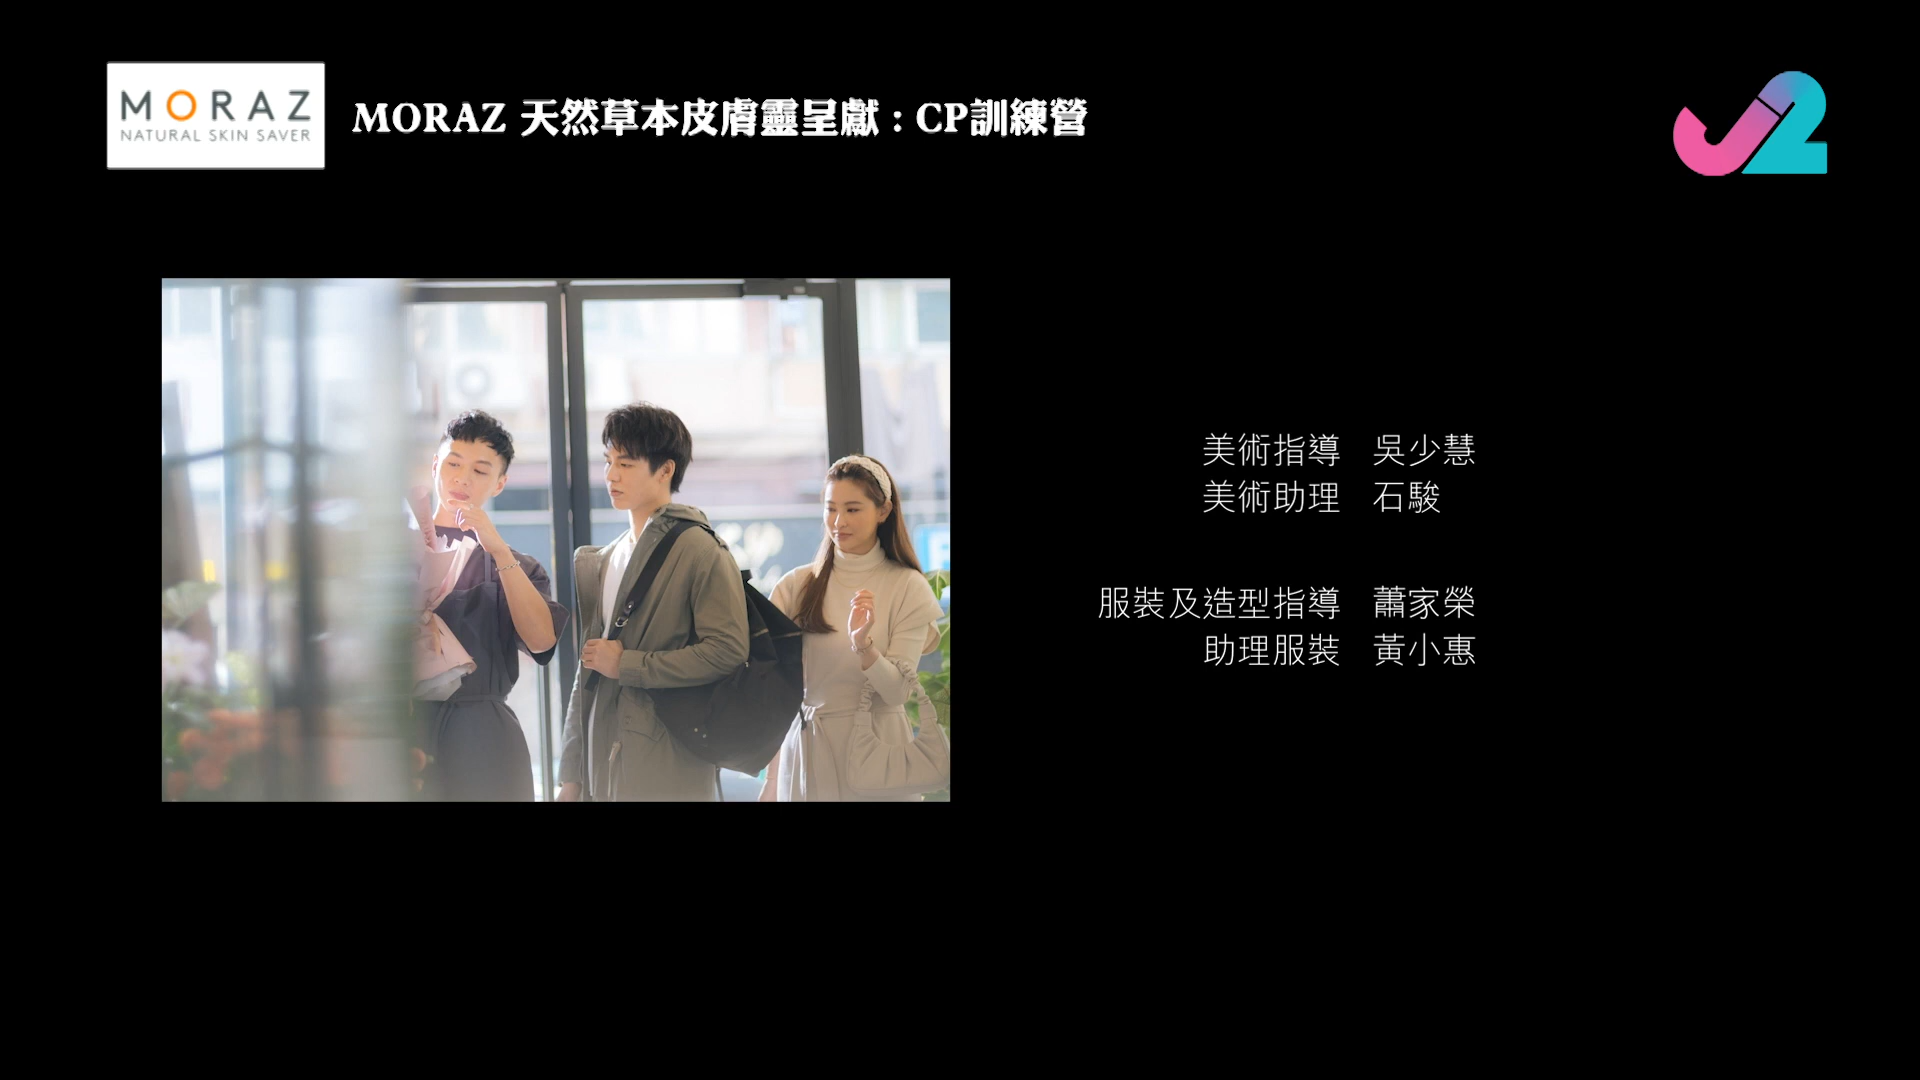 MORAZ
NATURAL SKIN SAVER
MORAZ 天然草本皮膚靈呈獻 : CP訓練營
J2
美術指導 吳少慧
美術助理 石駿
服裝及造型指導 蕭家榮
助理服裝 黃小惠